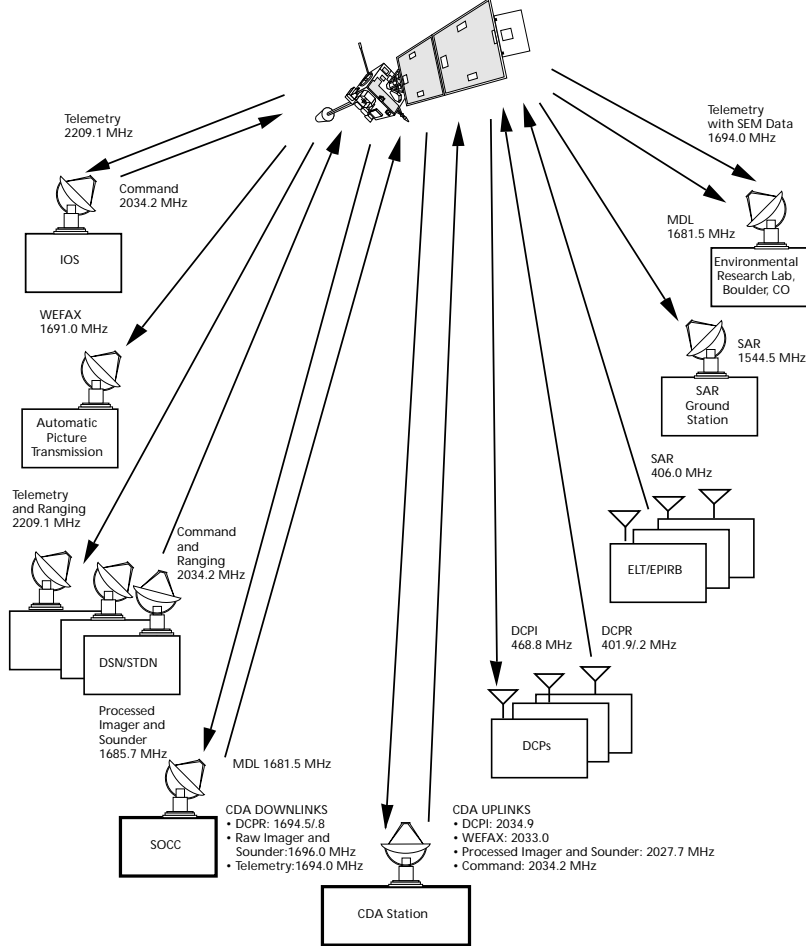 Telemetry
2209.1 MHz
Command
2034.2 MHz
IOS
Telemetry
with SEM Data
1694.0 MHz
MDL
1681.5 MHz
Environmental
Research Lab,
Boulder, CO
WEFAX
1691.0 MHz
Automatic
Picture
Transmission
SAR
1544.5 MHz
SAR
Ground
Station
SAR
406.0 MHz
ELT/EPIRB
Telemetry
and Ranging
2209.1 MHz
Command
and
Ranging
2034.2 MHz
DSN/STDN
DCPI
468.8 MHz
DCPR
401.9/.2 MHz
DCPs
Processed
Imager and
Sounder
1685.7 MHz
MDL 1681.5 MHz
SOCC
CDA DOWNLINKS
• DCPR: 1694.5/.8
• Raw Imager and
Sounder:1696.0 MHz
• Telemetry:1694.0 MHz
CDA UPLINKS
• DCPI: 2034.9
• WEFAX: 2033.0
• Processed Imager and Sounder: 2027.7 MHz
• Command: 2034.2 MHz
CDA Station